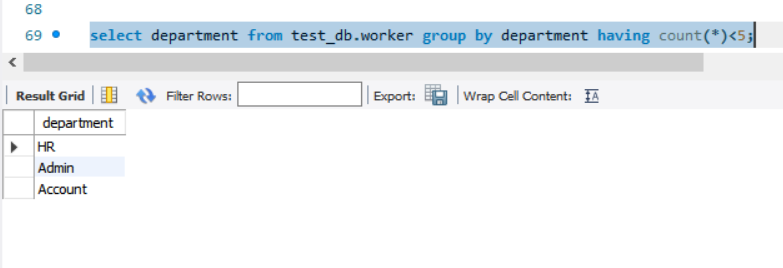 68
69 select department from test_db.worker group by department having count(*)<5;
Result Grid Filter Rows: Export: Wrap Cell Content: IA
department
HR
Admin
Account